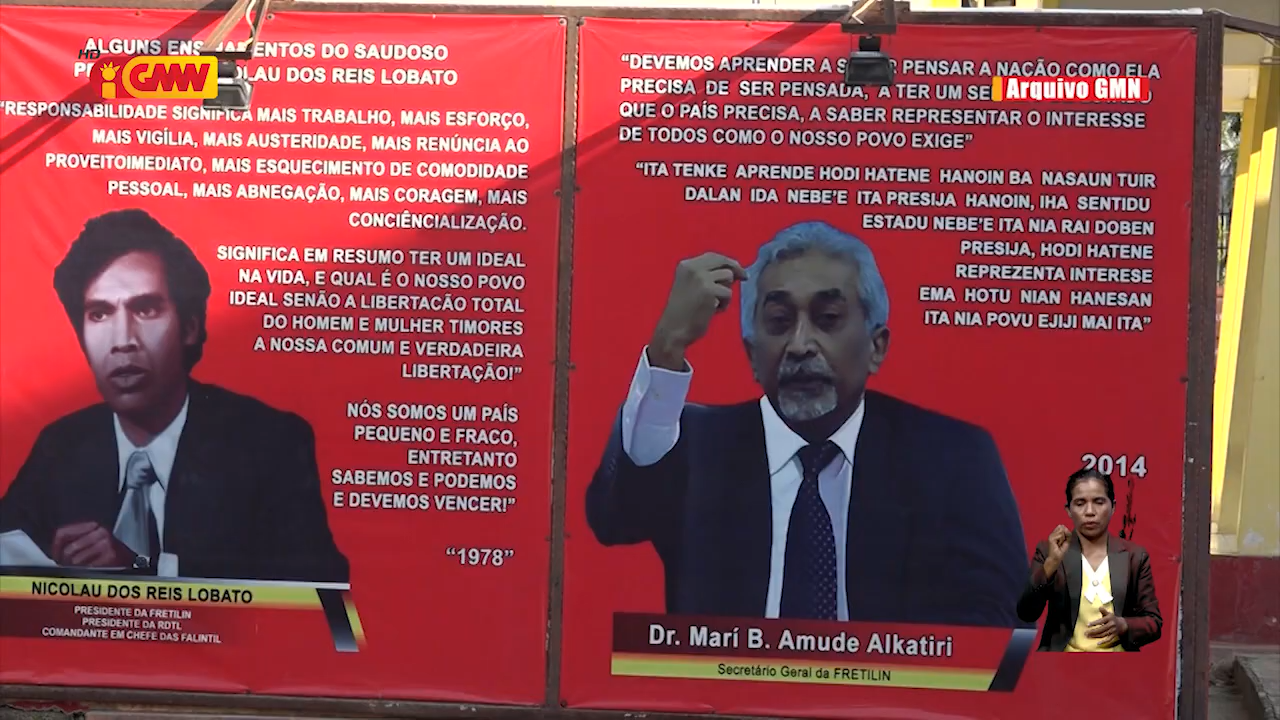 ALGUNS ENS NAMENTOS DO SAUDOSO
COLAU DOS REIS LOBATO
HD
GMN
"RESPONSABILIDADE SIGNIFICA MAIS TRABALHO, MAIS ESFORÇO,
MAIS VIGÍLIA, MAIS AUSTERIDADE, MAIS RENÚNCIA AO
PROVEITOIMEDIATO, MAIS ESQUECIMENTO DE COMODIDADE
PESSOAL, MAIS ABNEGAÇÃO, MAIS CORAGEM, MAIS
CONCIÊNCIALIZAÇÃO.
SIGNIFICA EM RESUMO TER UM IDEAL
NA VIDA, E QUAL É O NOSSO POVO
IDEAL SENÃO A LIBERTACÃO TOTAL
DO HOMEM E MULHER TIMORES
A NOSSA COMUM E VERDADEIRA
LIBERTAÇÃO!"
NÓS SOMOS UM PAÍS
PEQUENO E FRACO,
ENTRETANTO
SABEMOS E PODEMOS
E DEVEMOS VENCER!"
"1978"
NICOLAU DOS REIS LOBATO
PRESIDENTE DA FRETILIN
PRESIDENTE DA RDTL
COMANDANTE EM CHEFE DAS FALINTIL
"DEVEMOS APRENDER A PENSAR A NAÇÃO COMO ELA
PRECISA DE SER PENSADA, A TER UM
Arquivo GMN
QUE O PAÍS PRECISA, A SABER REPRESENTAR O INTERESSE
DE TODOS COMO O NOSSO POVO EXIGE"
"ITA TENKE APRENDE HODI HATENE HANOIN BA NASAUN TUIR
DALAN IDA NEBE'E ITA PRESIJA HANOIN, IHA SENTIDU
ESTADU NEBE'E ITA NIA RAI DOBEN
PRESIJA, HODI HATENE
REPREZENTA INTERESE
EMA HOTU NIAN HANESAN
ITA NIA POVU EJIJI MAI ITA"
2014
Dr. Marí B. Amude Alkatiri
Secretário Geral da FRETILIN